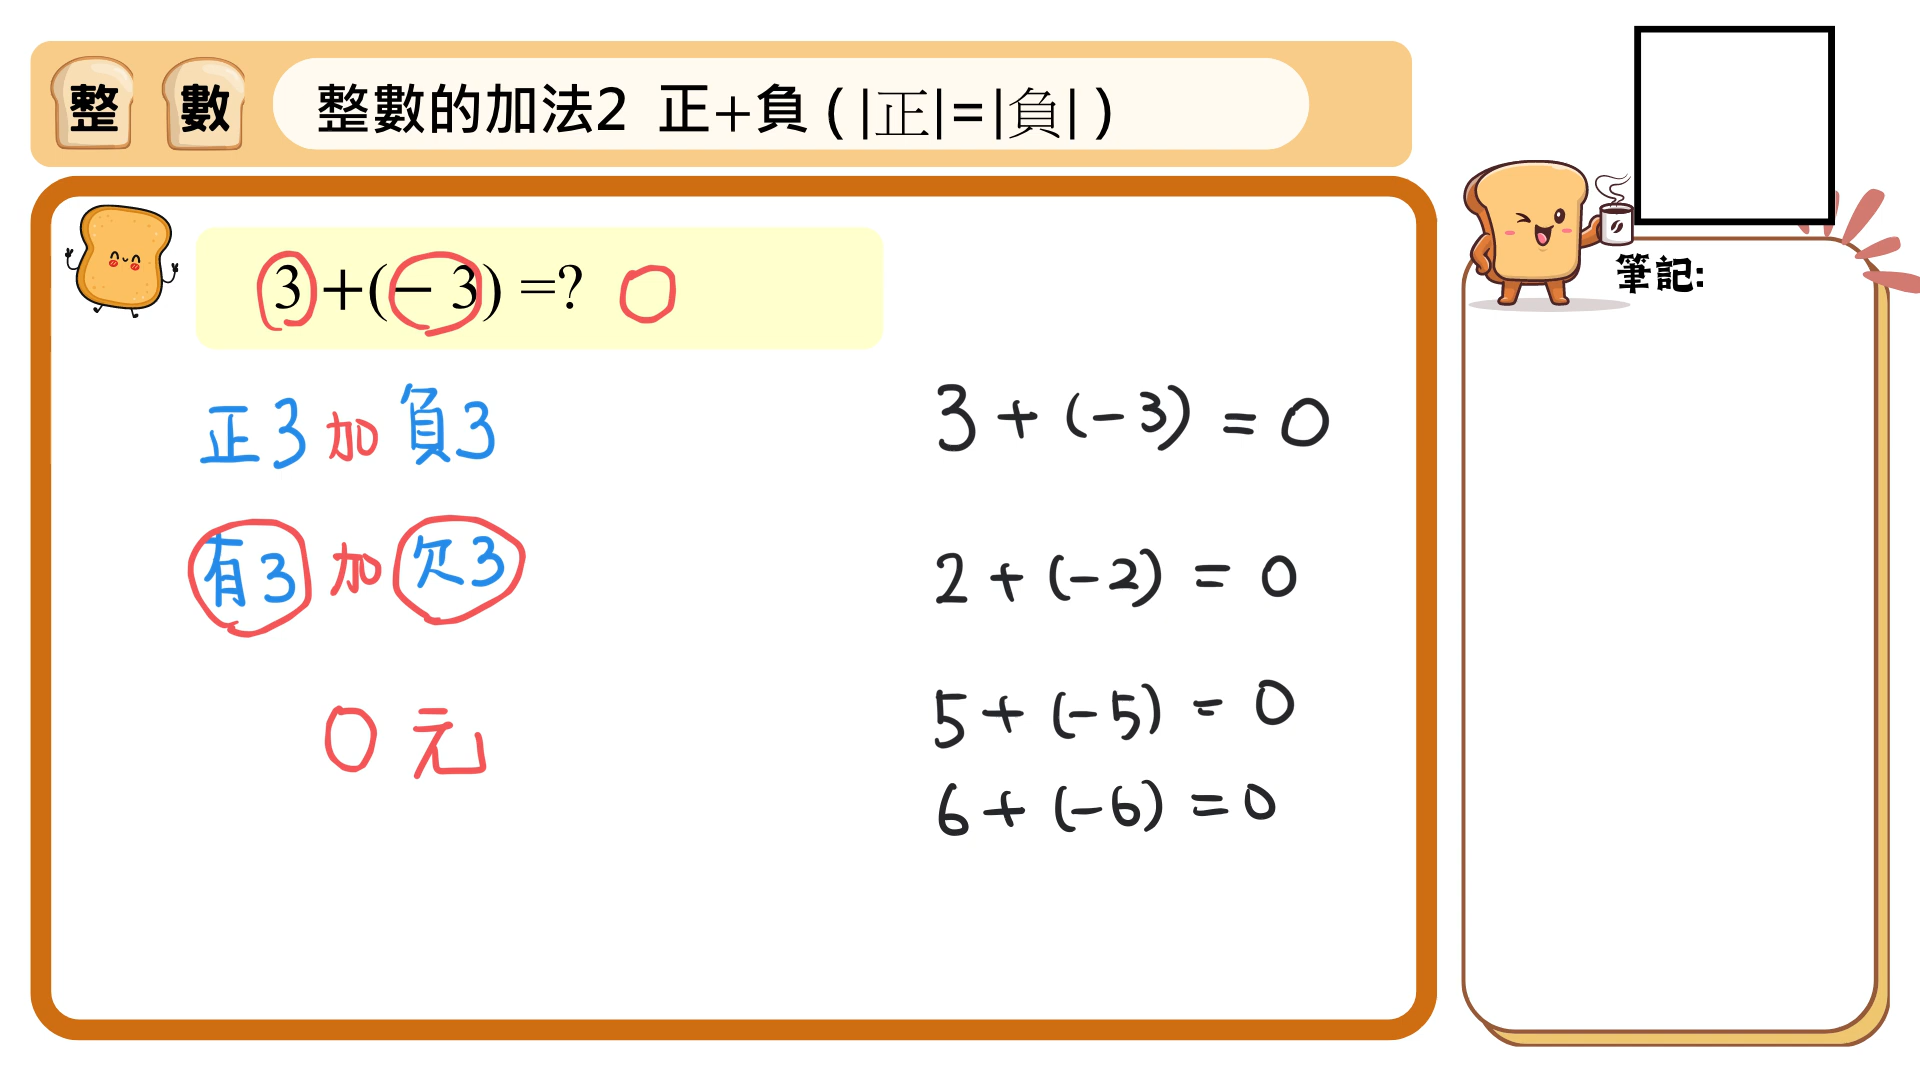 整 數 整數的加法2 正+負 ( |正|=|負| )
筆記:
3+(− 3) =? 0
正3加負3
有3加欠3
0元
3 + (-3) = 0
2 + (-2) = 0
5 + (-5) = 0
6 + (-6) = 0